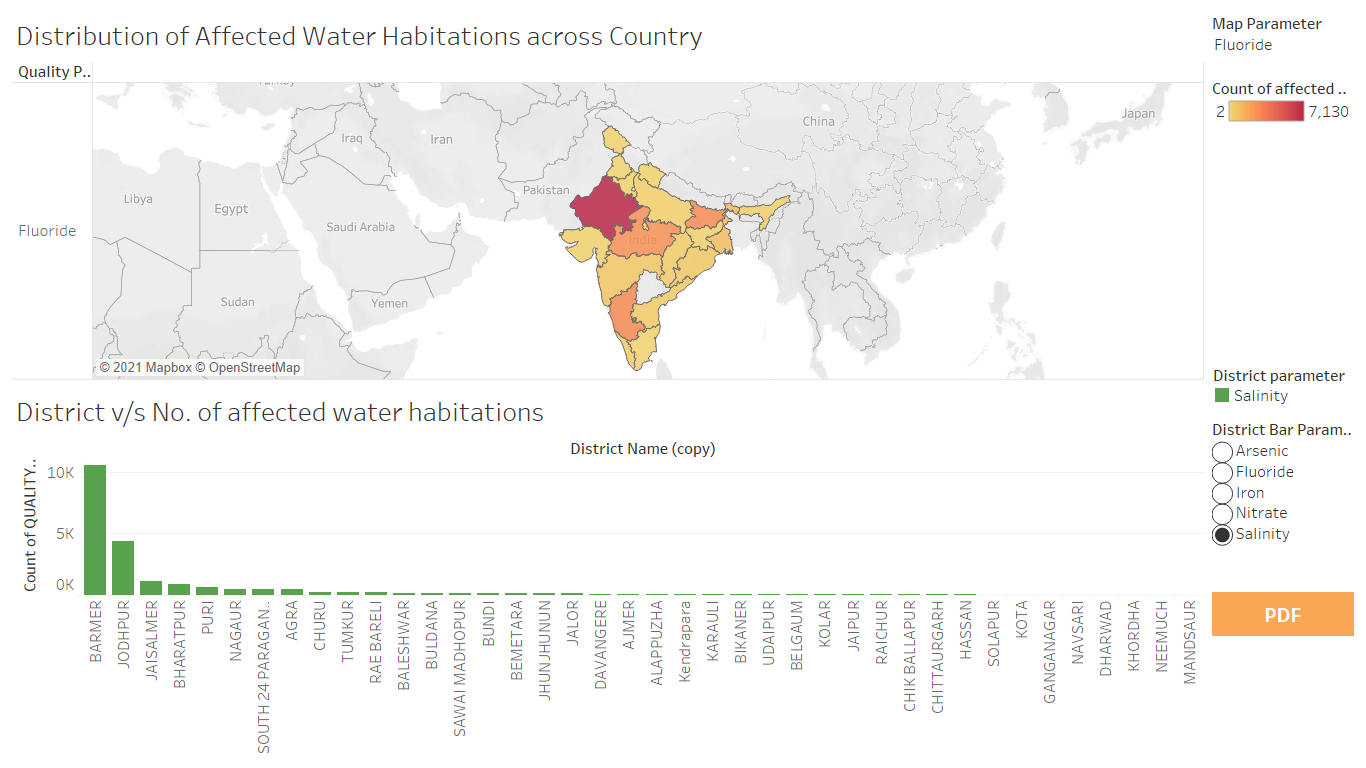 Distribution of Affected Water Habitations across Country
Quality P..
Fluoride
Iraq
Iran
China
Japan
Pakistan
Libya
Egypt
Saudi Arabia
India
Sudan
Yemen
© 2021 Mapbox © OpenStreetMap
Map Parameter
Fluoride
Count of affected ..
2 7,130
District v/s No. of affected water habitations
District Name (copy)
Count of QUALITY..
10K
5K
0K
BARMER
JODHPUR
JAISALMER
BHARATPUR
PURI
NAGAUR
SOUTH 24 PARAGAN..
AGRA
CHURU
TUMKUR
RAE BARELI
BALESHWAR
BULDANA
SAWAI MADHOPUR
BUNDI
BEMETARA
JHUNJHUNUN
JALOR
DAVANGERE
AJMER
ALAPPUZHA
Kendrapara
KARAULI
BIKANER
UDAIPUR
BELGAUM
KOLAR
JAIPUR
RAICHUR
CHIK BALLAPUR
CHITTAURGARH
HASSAN
SOLAPUR
KOTA
GANGANAGAR
NAVSARI
DHARWAD
KHORDHA
NEEMUCH
MANDSAUR
District parameter
Salinity
District Bar Param..
Arsenic
Fluoride
Iron
Nitrate
Salinity
PDF